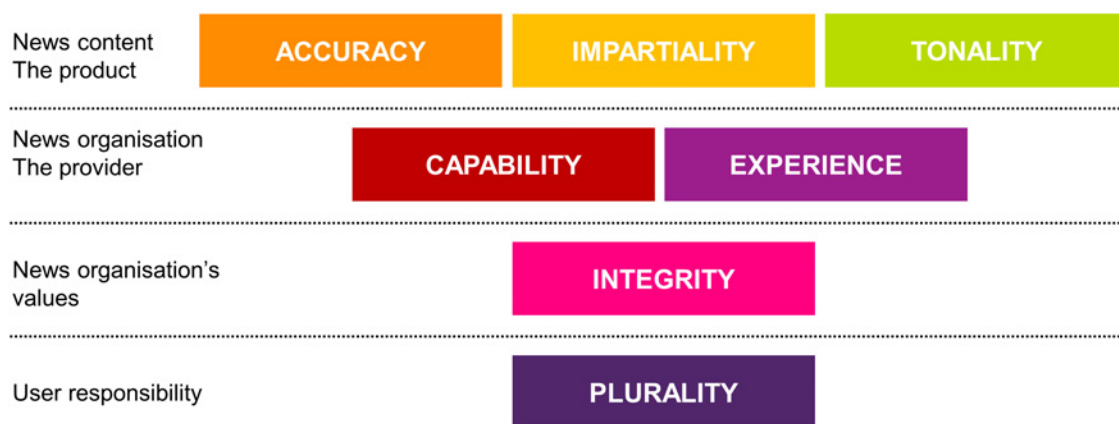 News content
The product
ACCURACY
IMPARTIALITY
TONALITY
News organisation
The provider
CAPABILITY
EXPERIENCE
News organisation’s
values
INTEGRITY
User responsibility
PLURALITY